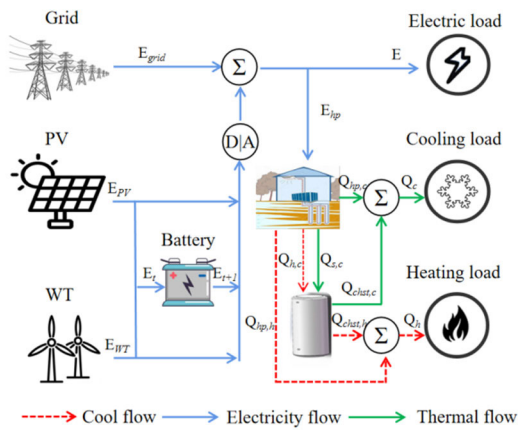 Grid
Electric load
E_grid
Σ
E
E_hp
PV
D|A
Cooling load
E_PV
Q_hp,c
Σ
Q_c
Battery
E_t
E_t+1
Q_h,c
Q_s,c
Q_chst,c
Heating load
WT
Q_hp,h
Q_chst,h
Σ
Q_h
E_WT
Cool flow
Electricity flow
Thermal flow